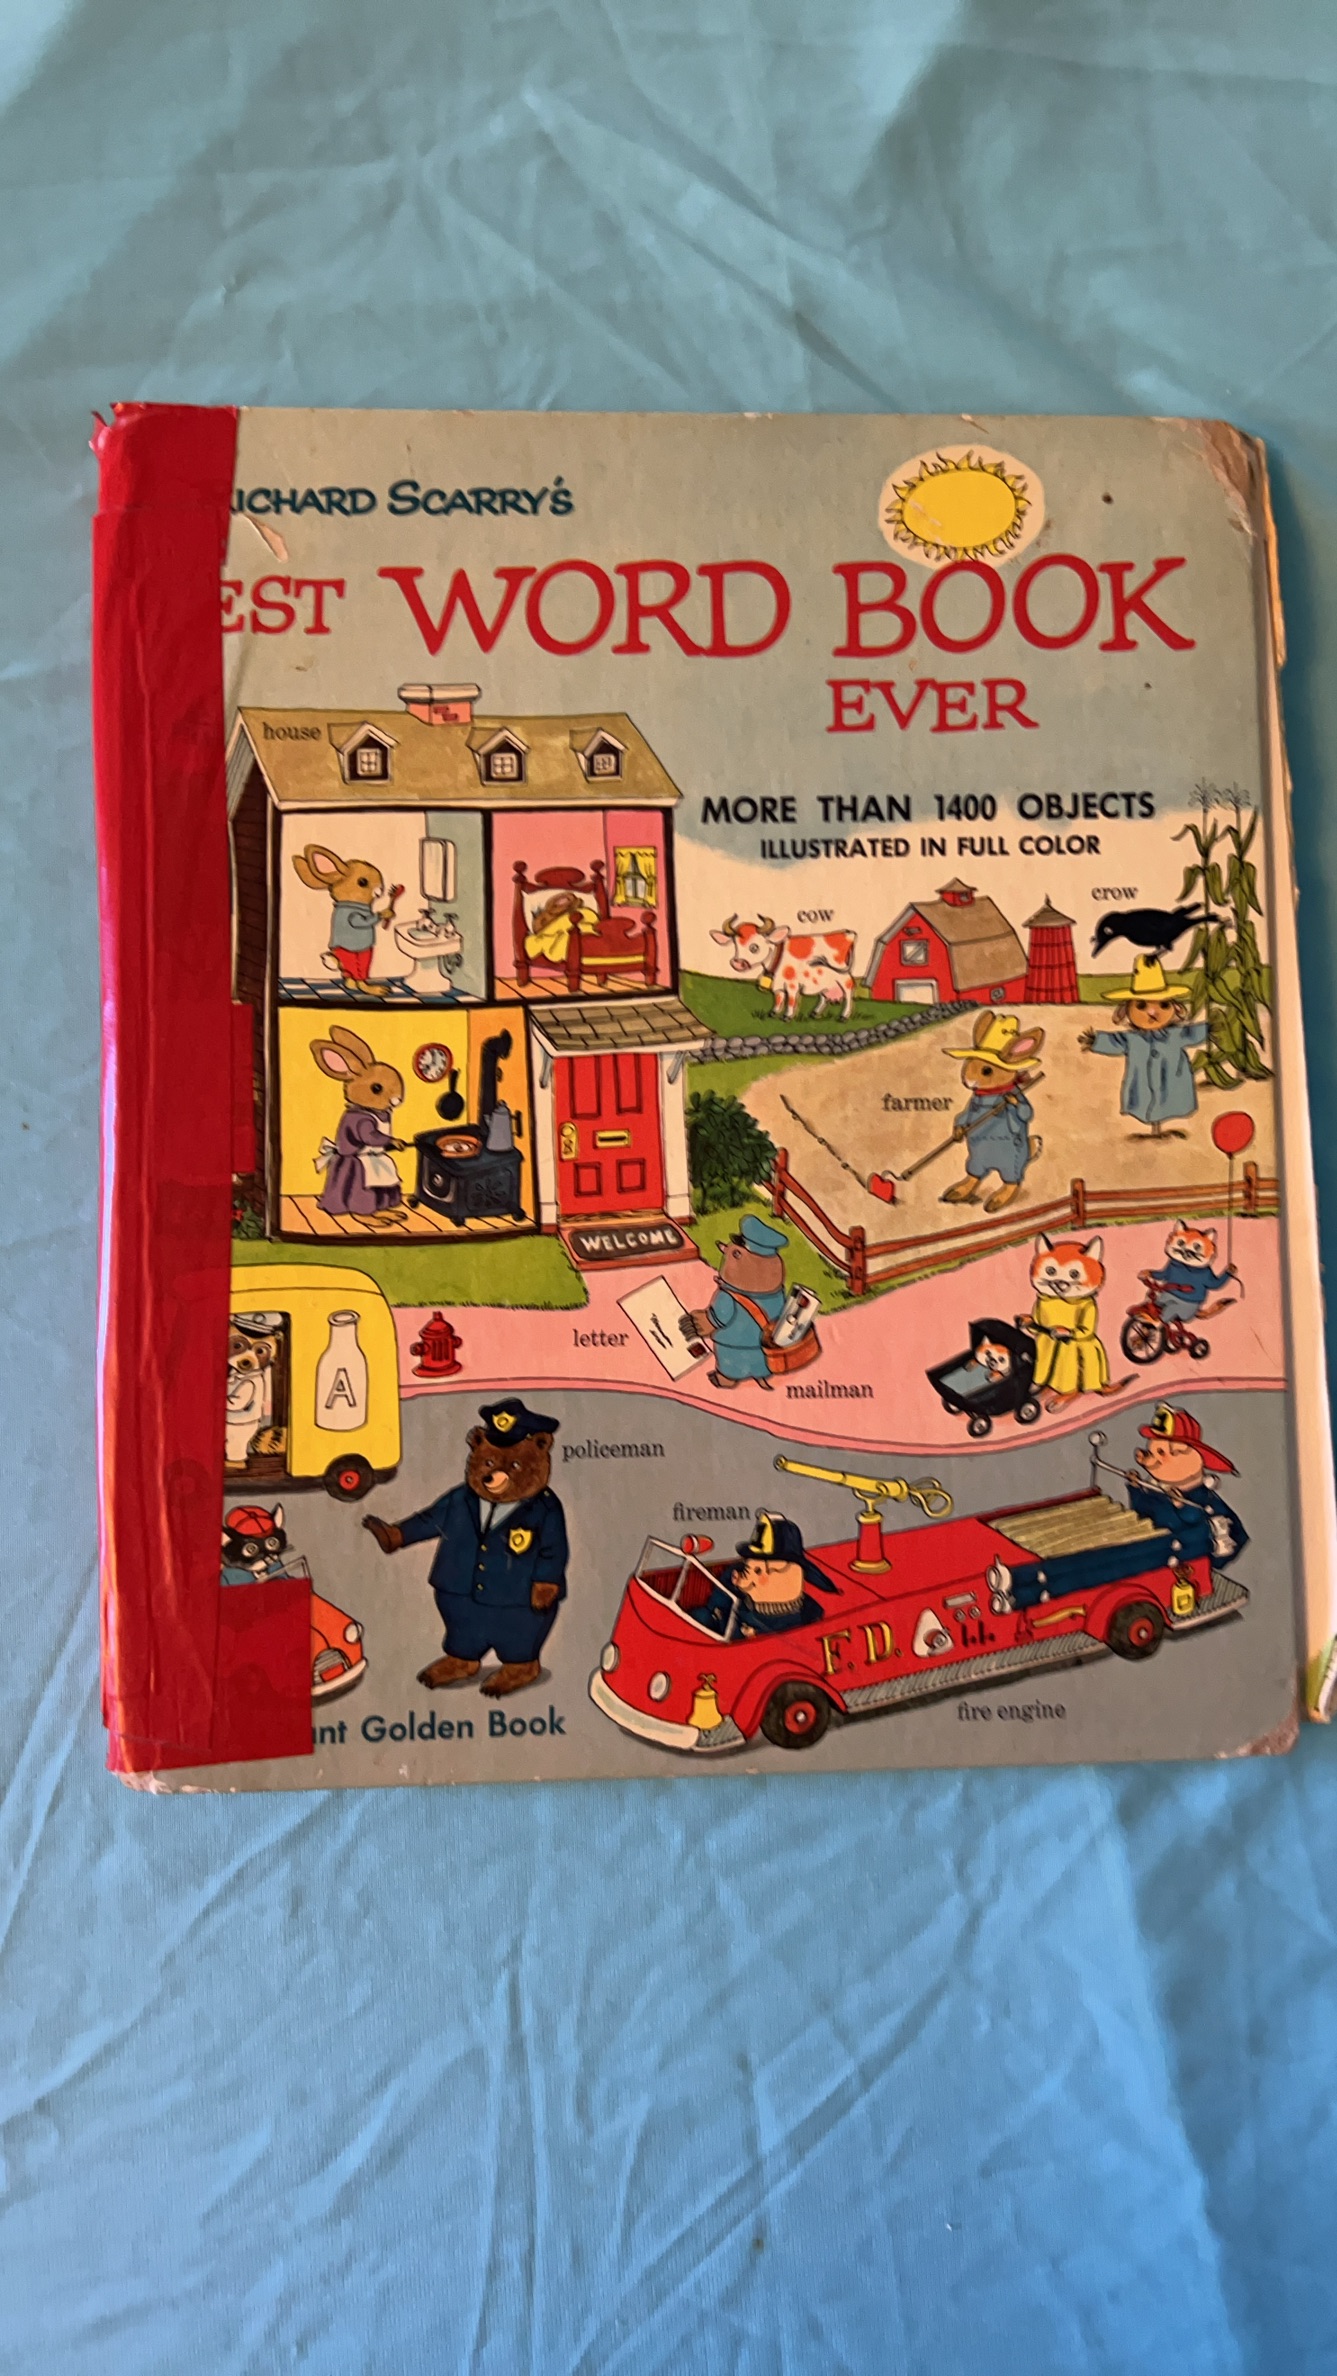 RICHARD SCARRY'S
EST WORD BOOK
EVER
house
MORE THAN 1400 OBJECTS
ILLUSTRATED IN FULL COLOR
crow
cow
farmer
WELCOME
letter
A
mailman
policeman
fireman
F.D.
fire engine
ant Golden Book